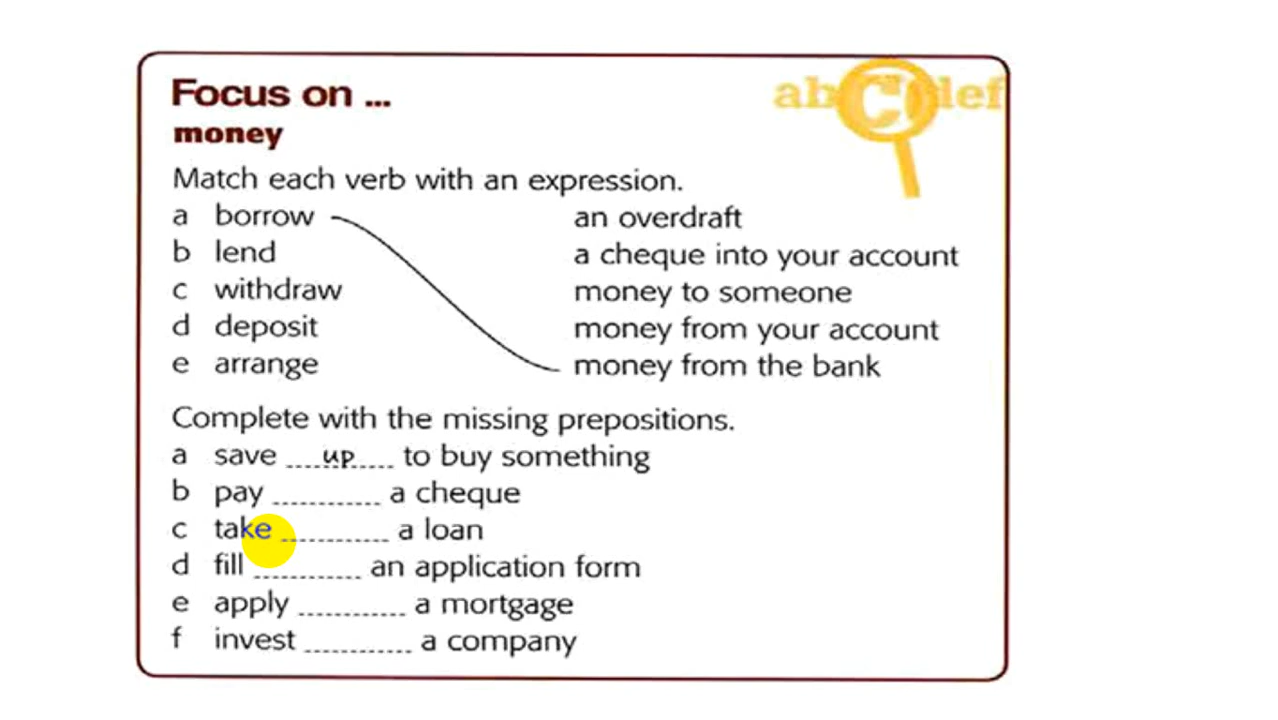 Focus on ...
abCdef
money
Match each verb with an expression.
a borrow an overdraft
b lend a cheque into your account
c withdraw money to someone
d deposit money from your account
e arrange money from the bank
Complete with the missing prepositions.
a save ....up.... to buy something
b pay ........... a cheque
c take ........... a loan
d fill ........... an application form
e apply ........... a mortgage
f invest ........... a company